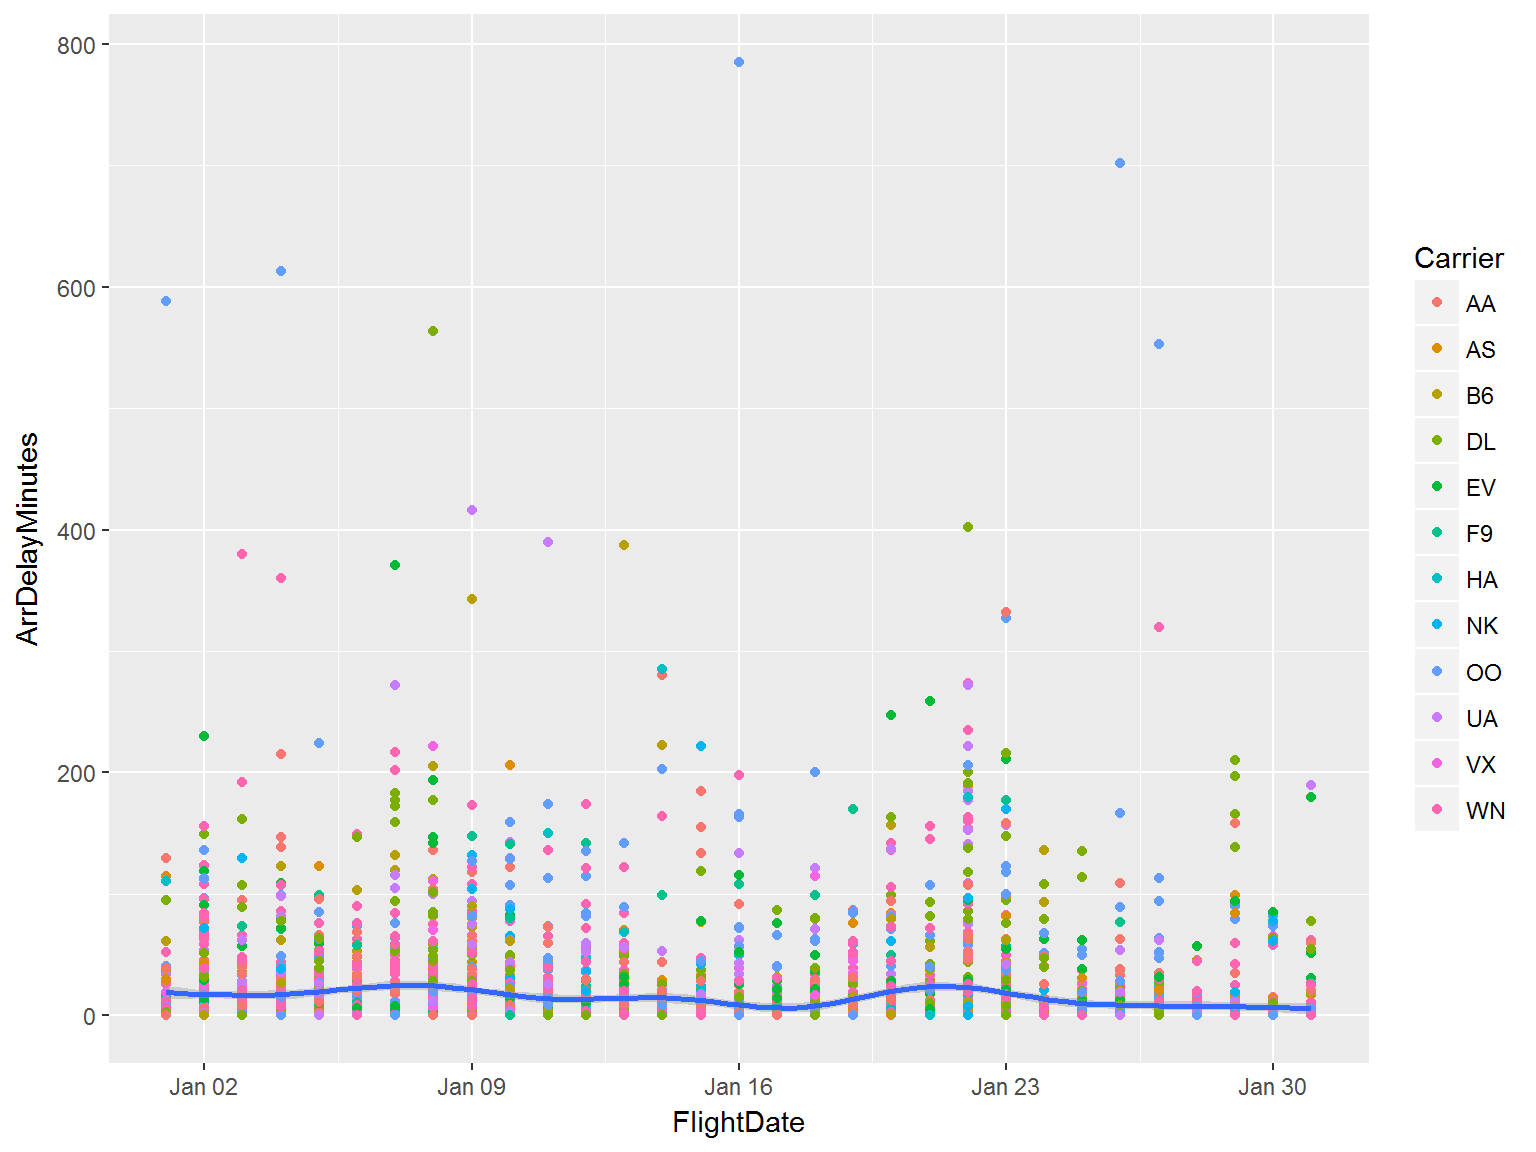 800
600
400
200
0
ArrDelayMinutes
Jan 02
Jan 09
Jan 16
Jan 23
Jan 30
FlightDate
Carrier
AA
AS
B6
DL
EV
F9
HA
NK
OO
UA
VX
WN